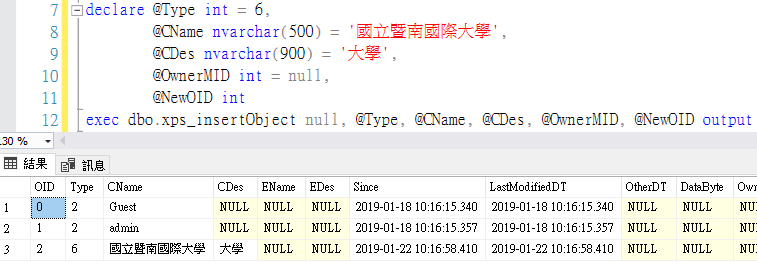 7 declare @Type int = 6,
8 @CName nvarchar(500) = '國立暨南國際大學',
9 @CDes nvarchar(900) = '大學',
10 @OwnerMID int = null,
11 @NewOID int
12 exec dbo.xps_insertObject null, @Type, @CName, @CDes, @OwnerMID, @NewOID output
130 %
結果 訊息
OID Type CName CDes EName EDes Since LastModifiedDT OtherDT DataByte Own
1 0 2 Guest NULL NULL NULL 2019-01-18 10:16:15.340 2019-01-18 10:16:15.340 NULL NULL NUL
2 1 2 admin NULL NULL NULL 2019-01-18 10:16:15.357 2019-01-18 10:16:15.357 NULL NULL NUL
3 2 6 國立暨南國際大學 大學 NULL NULL 2019-01-22 10:16:58.410 2019-01-22 10:16:58.410 NULL NULL NUL